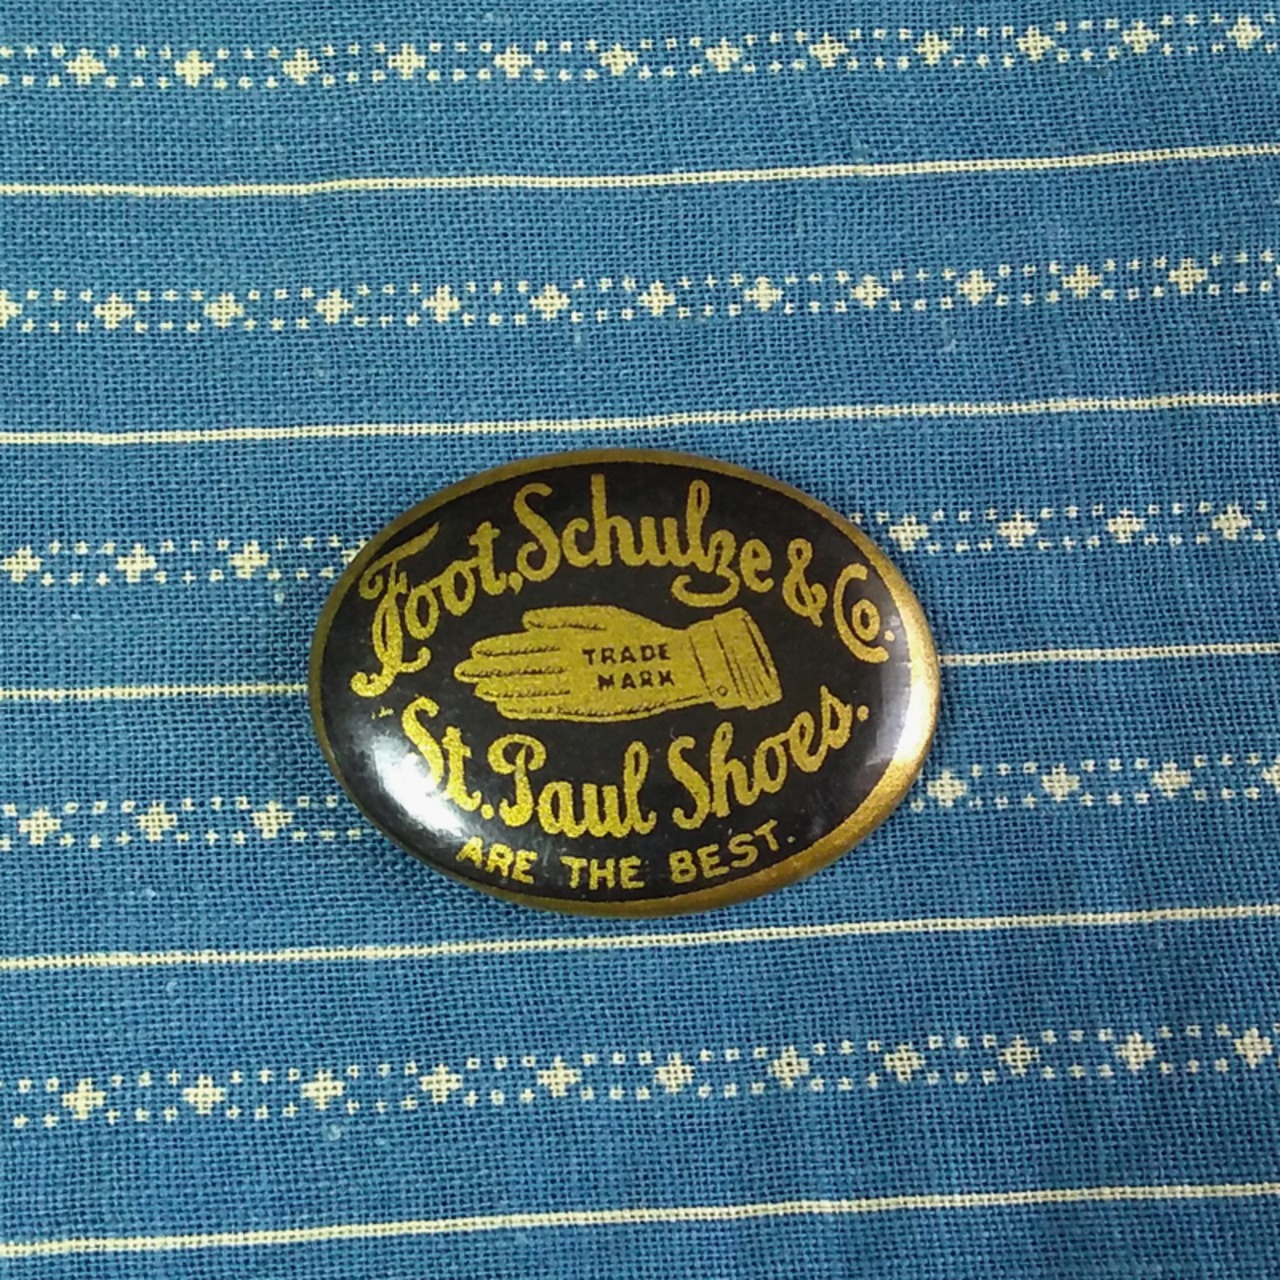 Foot, Schulze & Co.
TRADE
MARK
St. Paul Shoes.
ARE THE BEST.